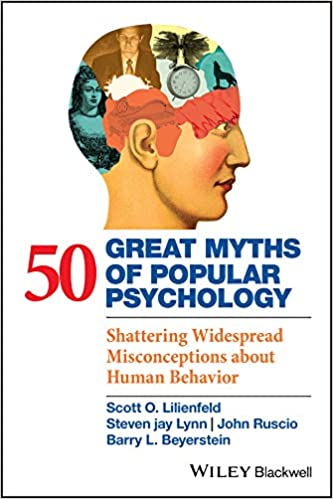 50 GREAT MYTHS
OF POPULAR
PSYCHOLOGY
Shattering Widespread
Misconceptions about
Human Behavior
Scott O. Lilienfeld
Steven jay Lynn | John Ruscio
Barry L. Beyerstein
WILEY Blackwell